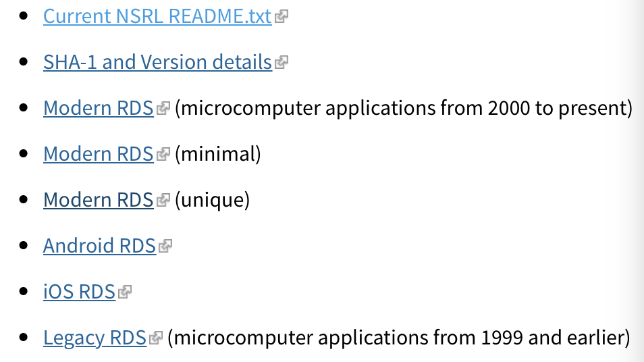 Current NSRL README.txt
SHA-1 and Version details
Modern RDS (microcomputer applications from 2000 to present)
Modern RDS (minimal)
Modern RDS (unique)
Android RDS
iOS RDS
Legacy RDS (microcomputer applications from 1999 and earlier)